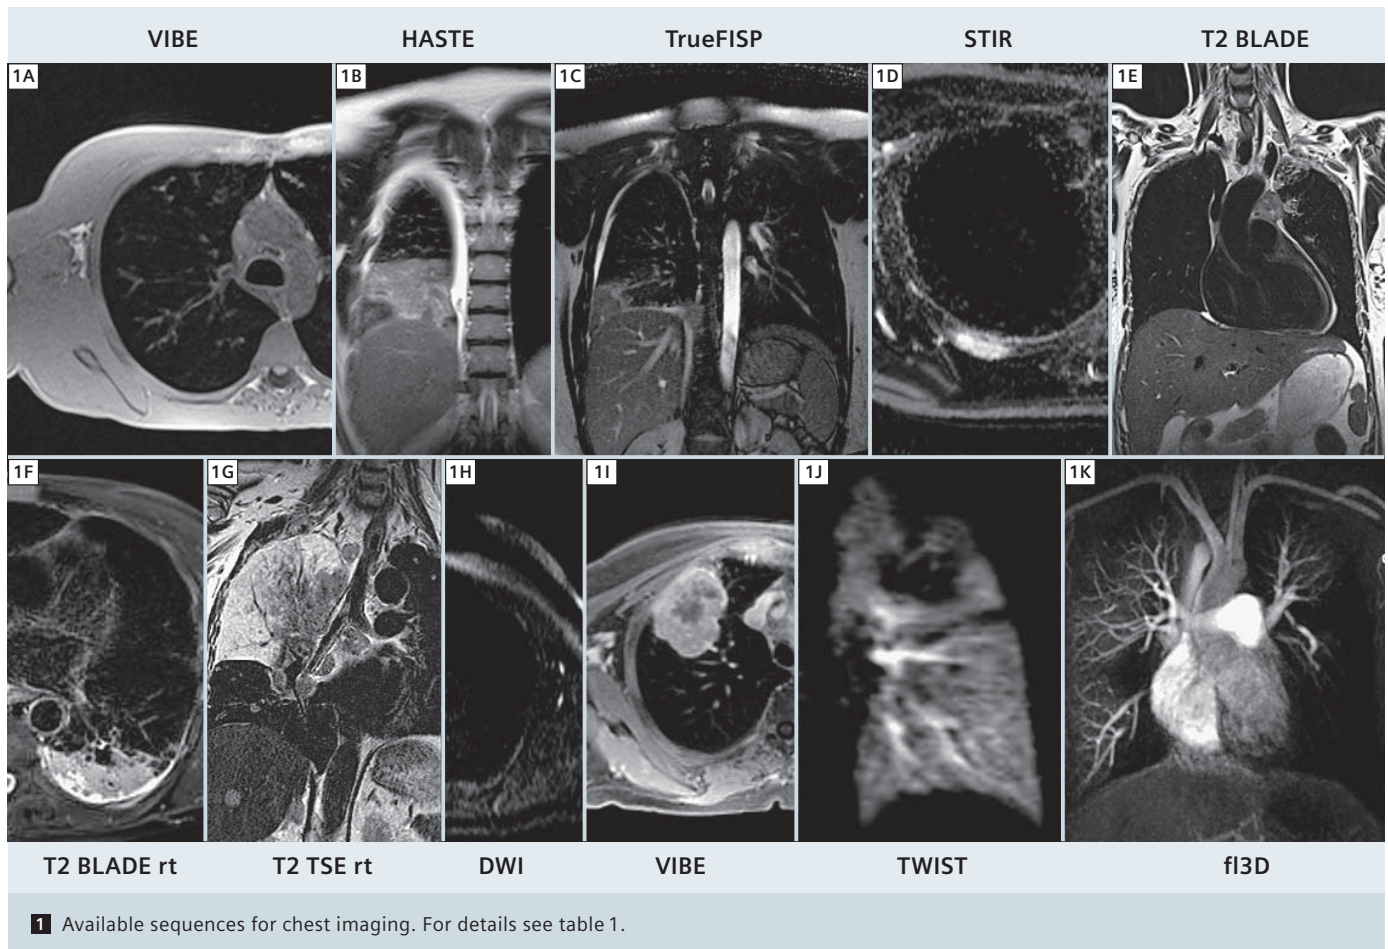 VIBE HASTE TrueFISP STIR T2 BLADE
1A 1B 1C 1D 1E
1F 1G 1H 1I 1J 1K
T2 BLADE rt T2 TSE rt DWI VIBE TWIST fl3D
1 Available sequences for chest imaging. For details see table 1.